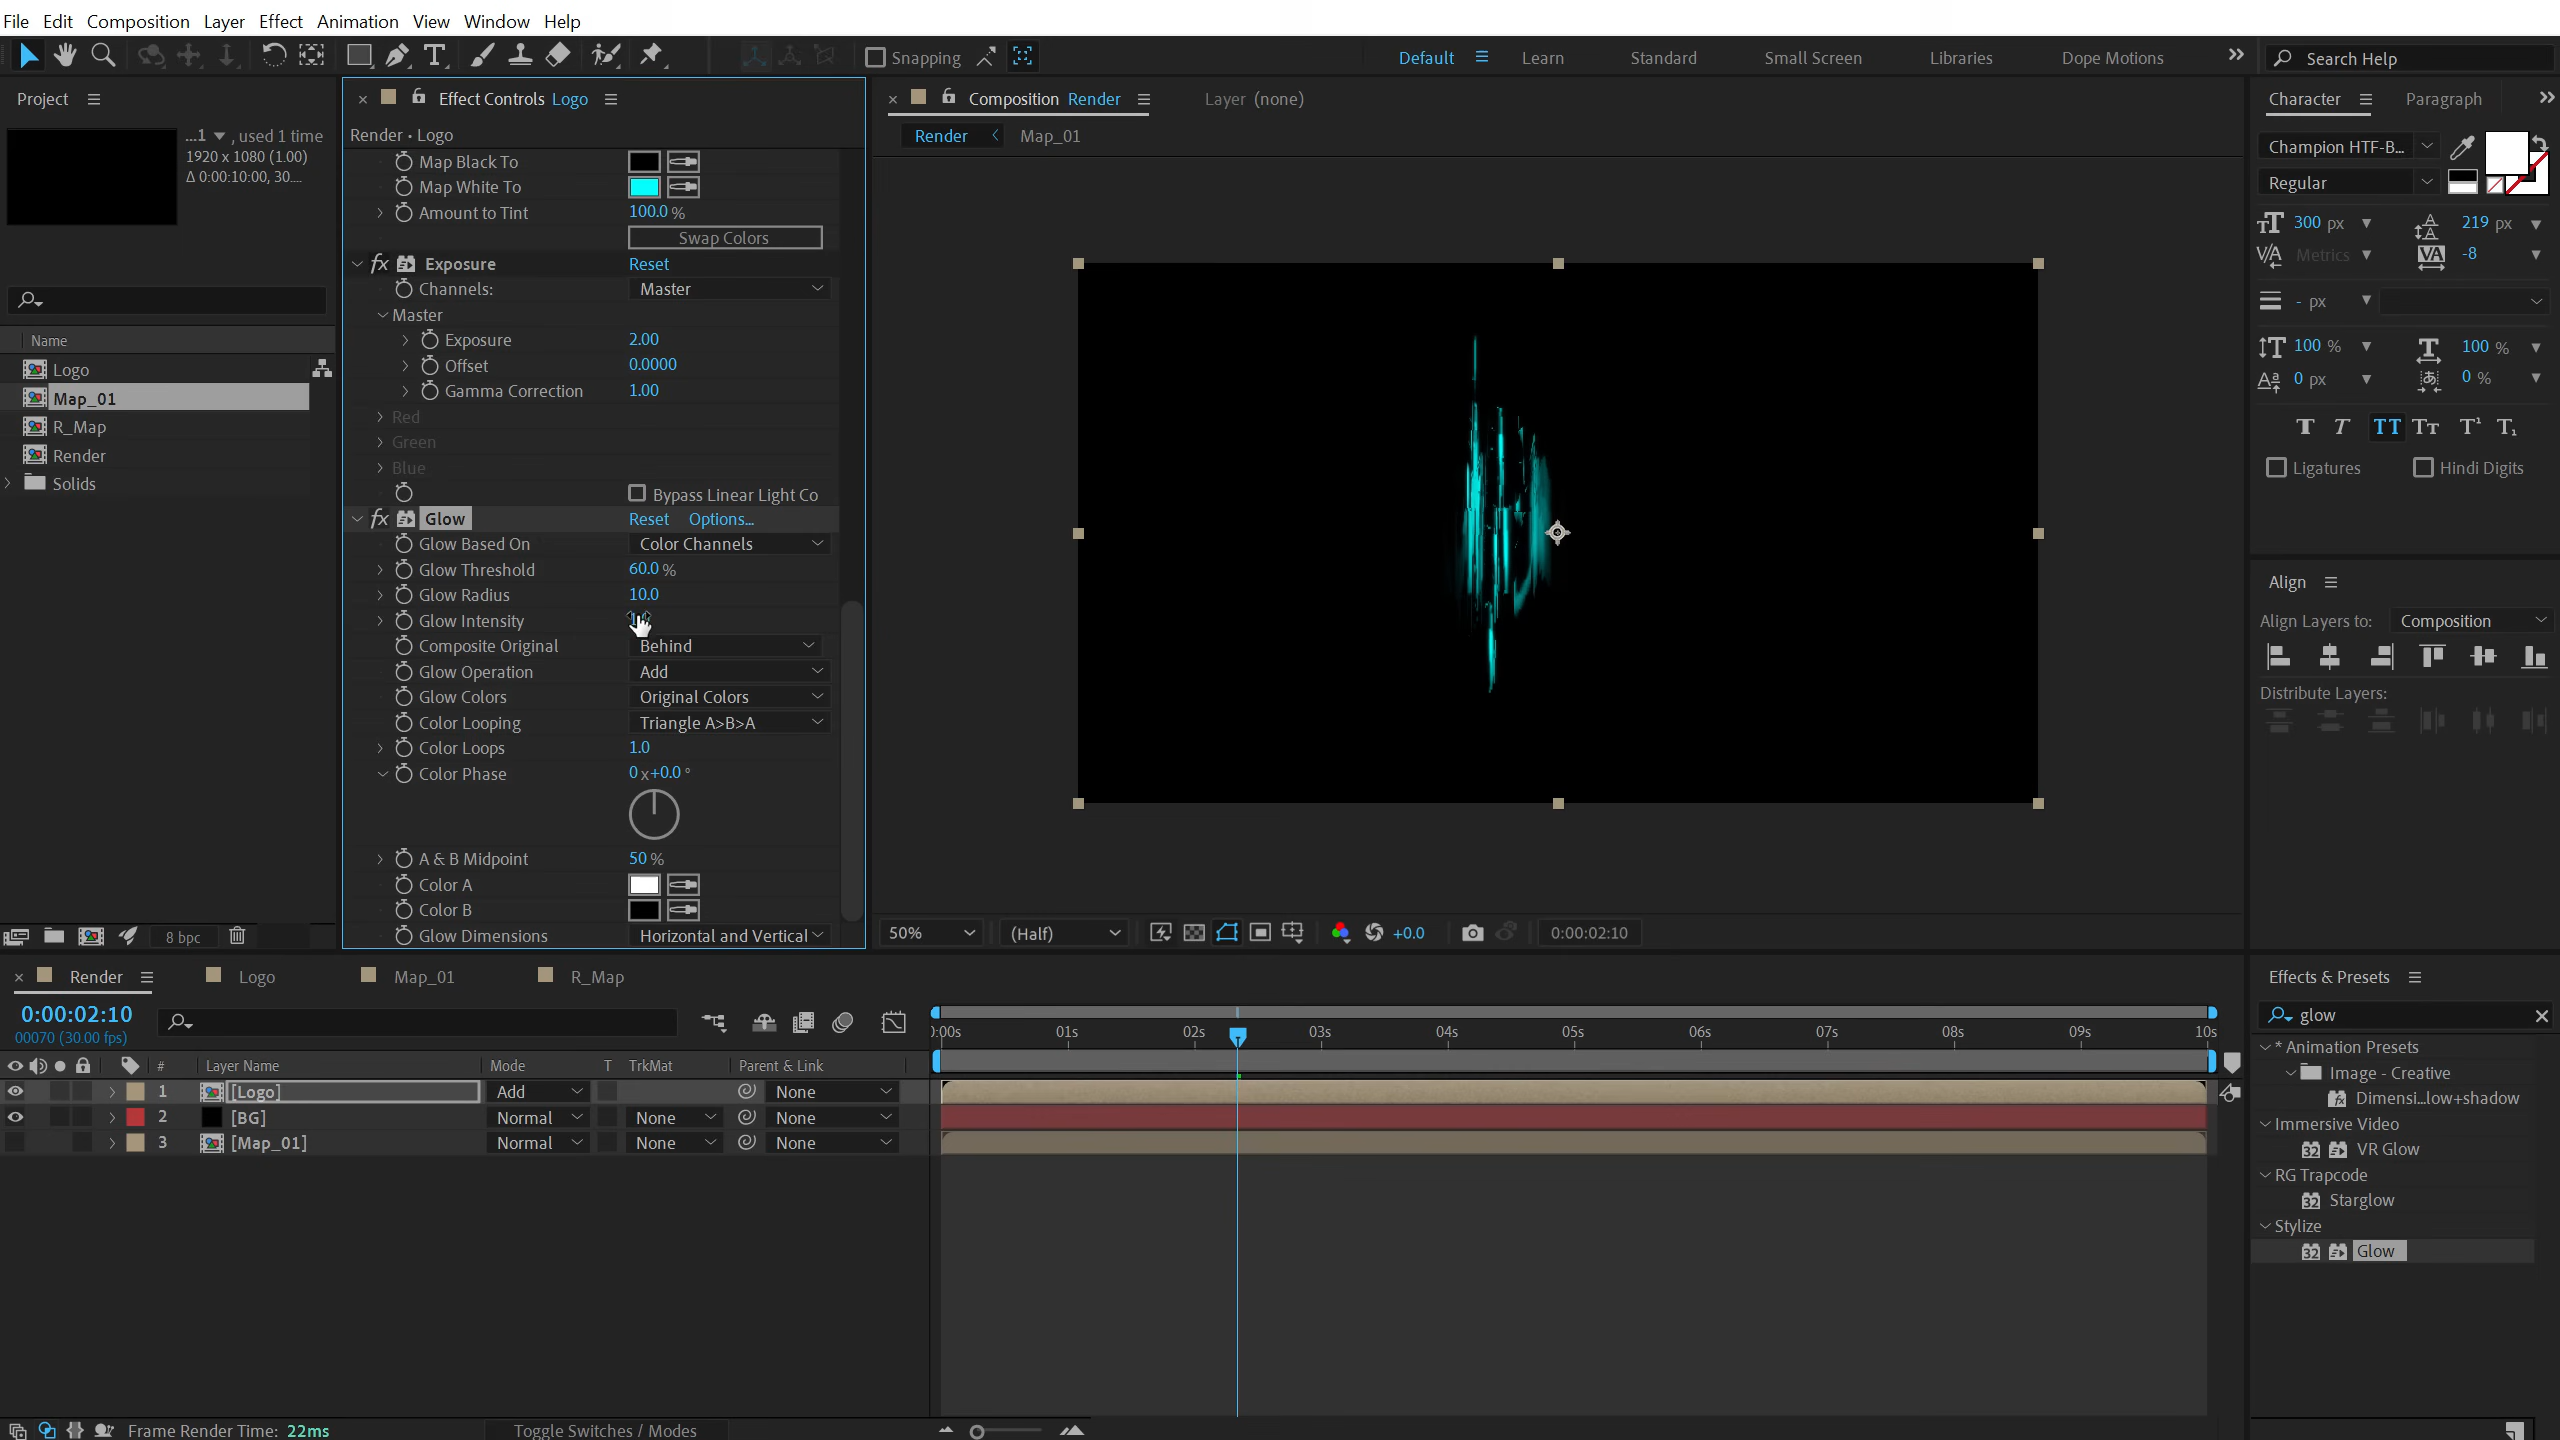 File Edit Composition Layer Effect Animation View Window Help
Snapping
Default Learn Standard Small Screen Libraries Dope Motions Search Help
Project
...1 , used 1 time
1920 x 1080 (1.00)
Δ 0:00:10:00, 30....
Name
Logo
Map_01
R_Map
Render
Solids
8 bpc
Effect Controls Logo
Render • Logo
Map Black To
Map White To
Amount to Tint 100.0 %
Swap Colors
fx Exposure Reset
Channels: Master
Master
Exposure 2.00
Offset 0.0000
Gamma Correction 1.00
Red
Green
Blue
Bypass Linear Light Co
fx Glow Reset Options...
Glow Based On Color Channels
Glow Threshold 60.0 %
Glow Radius 10.0
Glow Intensity
Composite Original Behind
Glow Operation Add
Glow Colors Original Colors
Color Looping Triangle A>B>A
Color Loops 1.0
Color Phase 0 x+0.0 °
A & B Midpoint 50 %
Color A
Color B
Glow Dimensions Horizontal and Vertical
Composition Render Layer (none)
Render Map_01
50% (Half) +0.0 0:00:02:10
Character Paragraph
Champion HTF-B...
Regular
300 px 219 px
Metrics -8
- px
100 % 100 %
0 px 0 %
Ligatures Hindi Digits
Align
Align Layers to: Composition
Distribute Layers:
Render Logo Map_01 R_Map
0:00:02:10
00070 (30.00 fps)
# Layer Name Mode T TrkMat Parent & Link
1 [Logo] Add None
2 [BG] Normal None None
3 [Map_01] Normal None None
):00s 01s 02s 03s 04s 05s 06s 07s 08s 09s 10s
Frame Render Time: 22ms Toggle Switches / Modes
Effects & Presets
glow
* Animation Presets
Image - Creative
Dimensi...low+shadow
Immersive Video
32 VR Glow
RG Trapcode
32 Starglow
Stylize
32 Glow